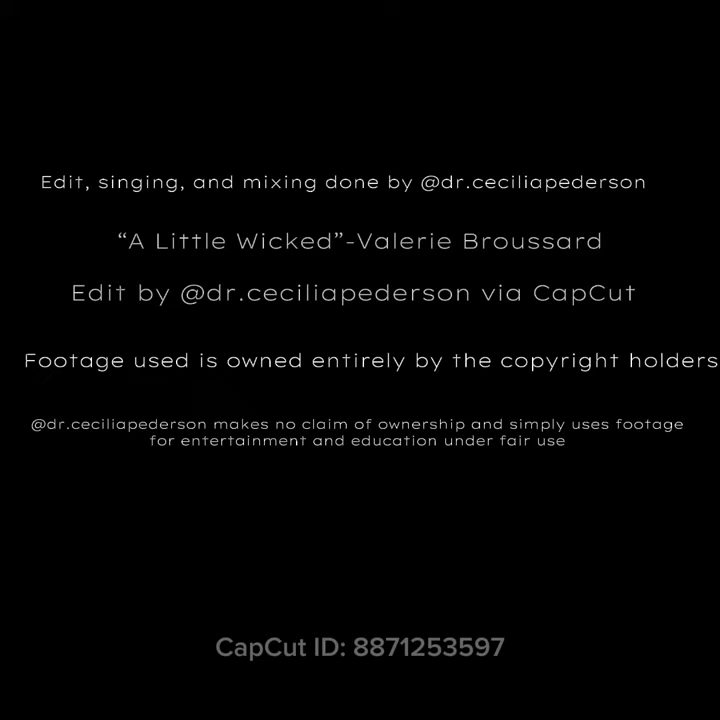 Edit, singing, and mixing done by @dr.ceciliapederson
“A Little Wicked”-Valerie Broussard
Edit by @dr.ceciliapederson via CapCut
Footage used is owned entirely by the copyright holders
@dr.ceciliapederson makes no claim of ownership and simply uses footage
for entertainment and education under fair use
CapCut ID: 8871253597